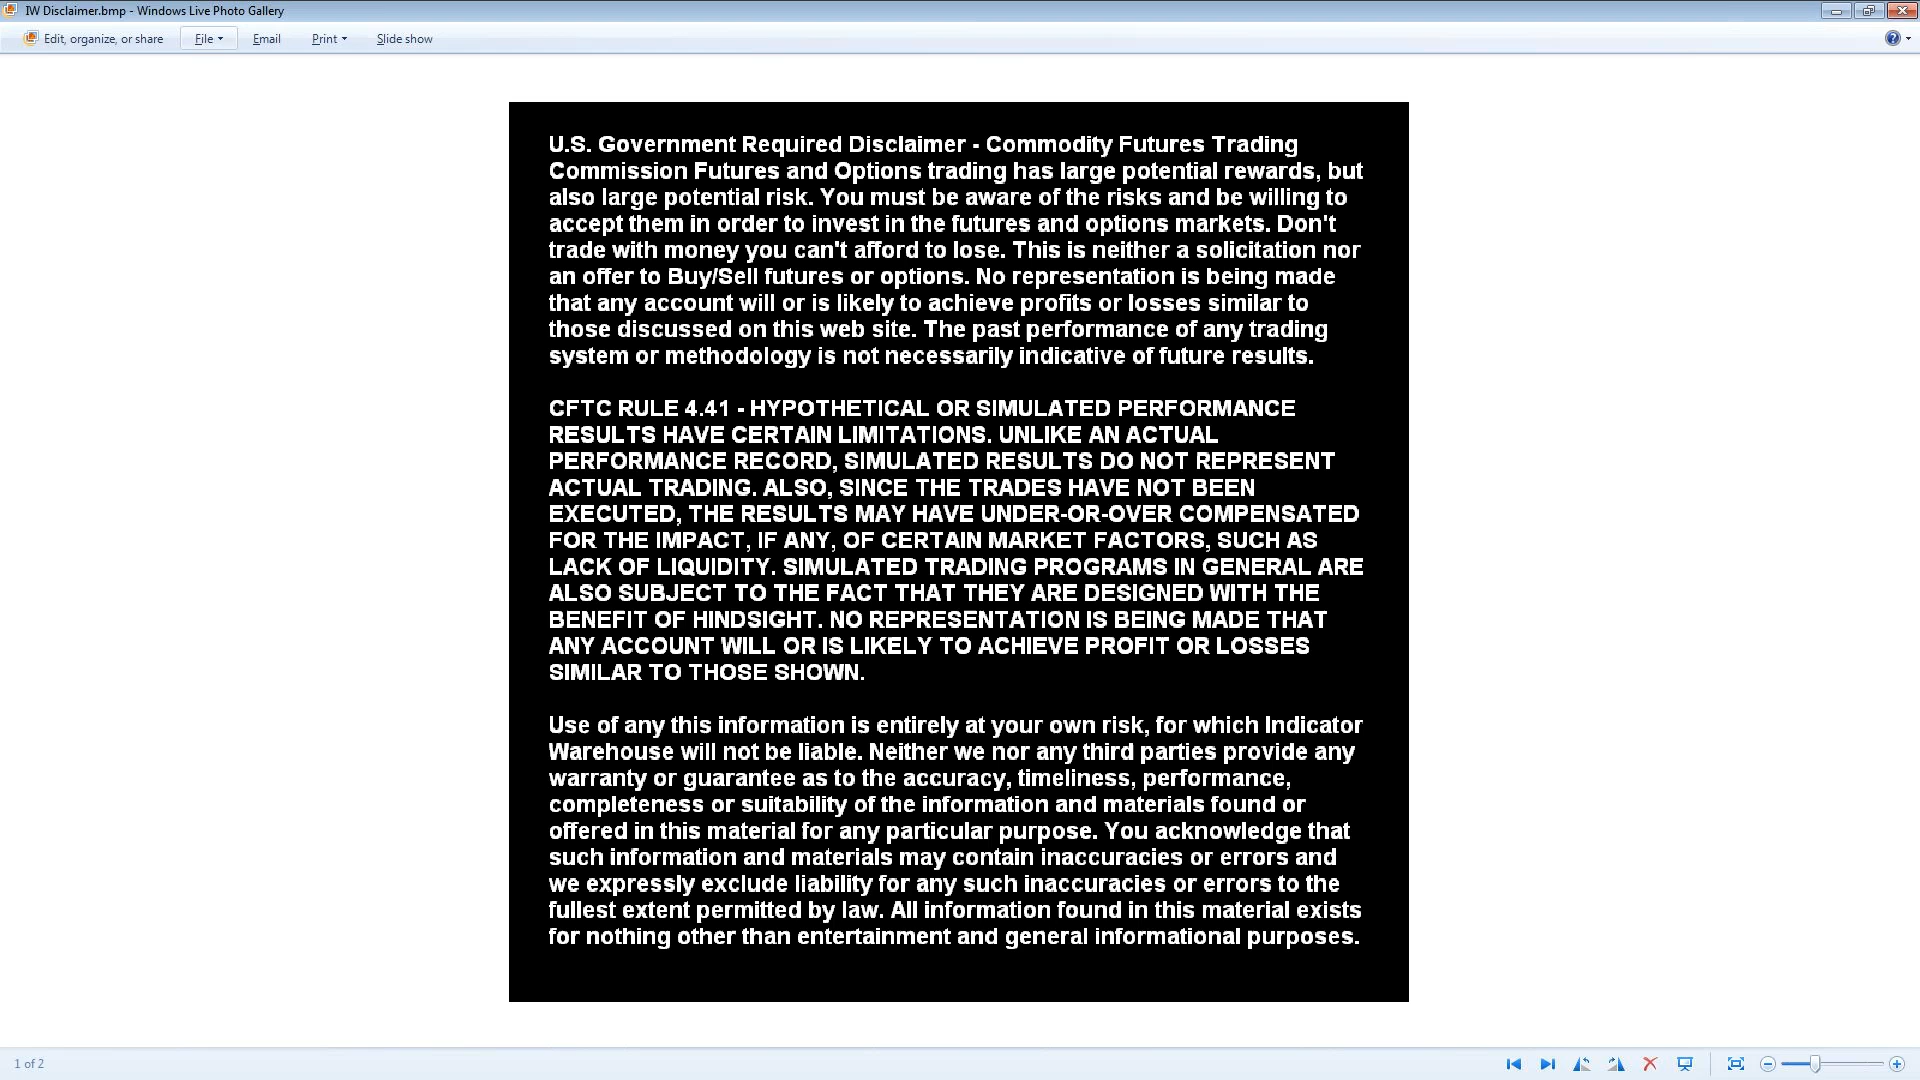 IW Disclaimer.bmp - Windows Live Photo Gallery
Edit, organize, or share File Email Print Slide show
U.S. Government Required Disclaimer - Commodity Futures Trading
Commission Futures and Options trading has large potential rewards, but
also large potential risk. You must be aware of the risks and be willing to
accept them in order to invest in the futures and options markets. Don't
trade with money you can't afford to lose. This is neither a solicitation nor
an offer to Buy/Sell futures or options. No representation is being made
that any account will or is likely to achieve profits or losses similar to
those discussed on this web site. The past performance of any trading
system or methodology is not necessarily indicative of future results.
CFTC RULE 4.41 - HYPOTHETICAL OR SIMULATED PERFORMANCE
RESULTS HAVE CERTAIN LIMITATIONS. UNLIKE AN ACTUAL
PERFORMANCE RECORD, SIMULATED RESULTS DO NOT REPRESENT
ACTUAL TRADING. ALSO, SINCE THE TRADES HAVE NOT BEEN
EXECUTED, THE RESULTS MAY HAVE UNDER-OR-OVER COMPENSATED
FOR THE IMPACT, IF ANY, OF CERTAIN MARKET FACTORS, SUCH AS
LACK OF LIQUIDITY. SIMULATED TRADING PROGRAMS IN GENERAL ARE
ALSO SUBJECT TO THE FACT THAT THEY ARE DESIGNED WITH THE
BENEFIT OF HINDSIGHT. NO REPRESENTATION IS BEING MADE THAT
ANY ACCOUNT WILL OR IS LIKELY TO ACHIEVE PROFIT OR LOSSES
SIMILAR TO THOSE SHOWN.
Use of any this information is entirely at your own risk, for which Indicator
Warehouse will not be liable. Neither we nor any third parties provide any
warranty or guarantee as to the accuracy, timeliness, performance,
completeness or suitability of the information and materials found or
offered in this material for any particular purpose. You acknowledge that
such information and materials may contain inaccuracies or errors and
we expressly exclude liability for any such inaccuracies or errors to the
fullest extent permitted by law. All information found in this material exists
for nothing other than entertainment and general informational purposes.
1 of 2